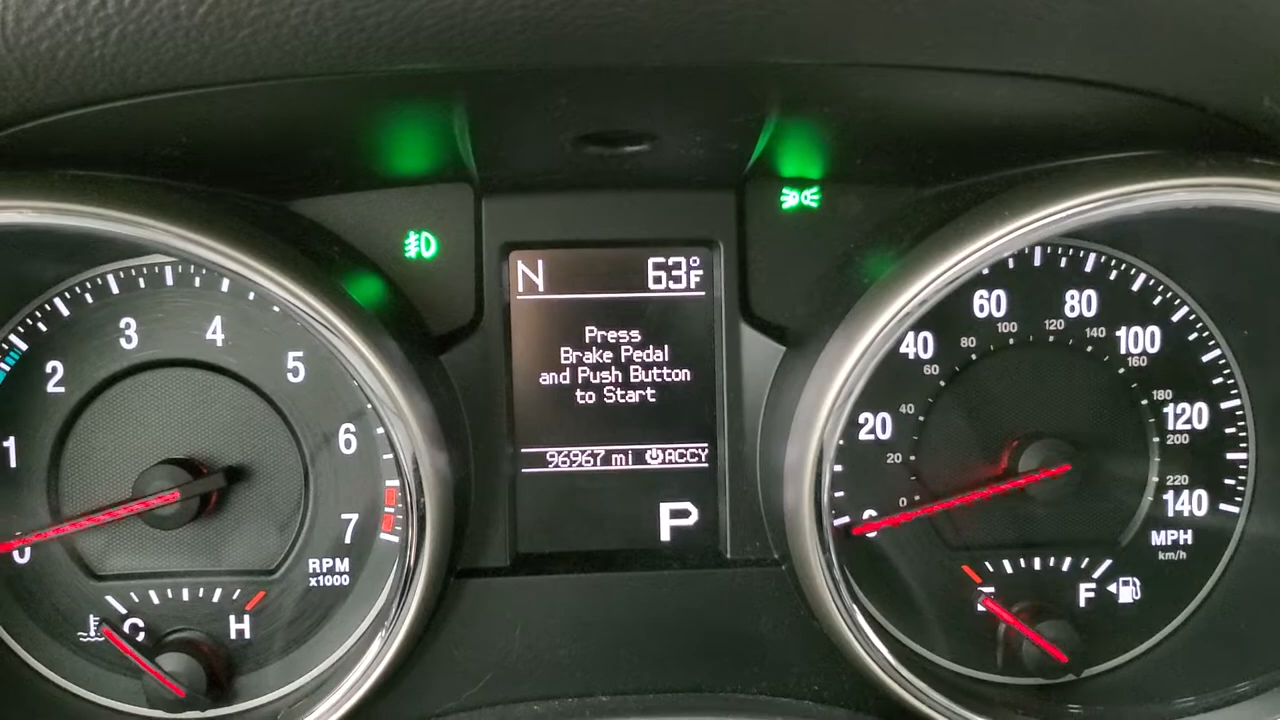 N 63°F
Press
Brake Pedal
and Push Button
to Start
96967 mi ACCY
P
0 1 2 3 4 5 6 7
RPM
x1000
C H
0 20 40 60 80 100 120 140
0 20 40 60 80 100 120 140 160 180 200 220
MPH
km/h
E F